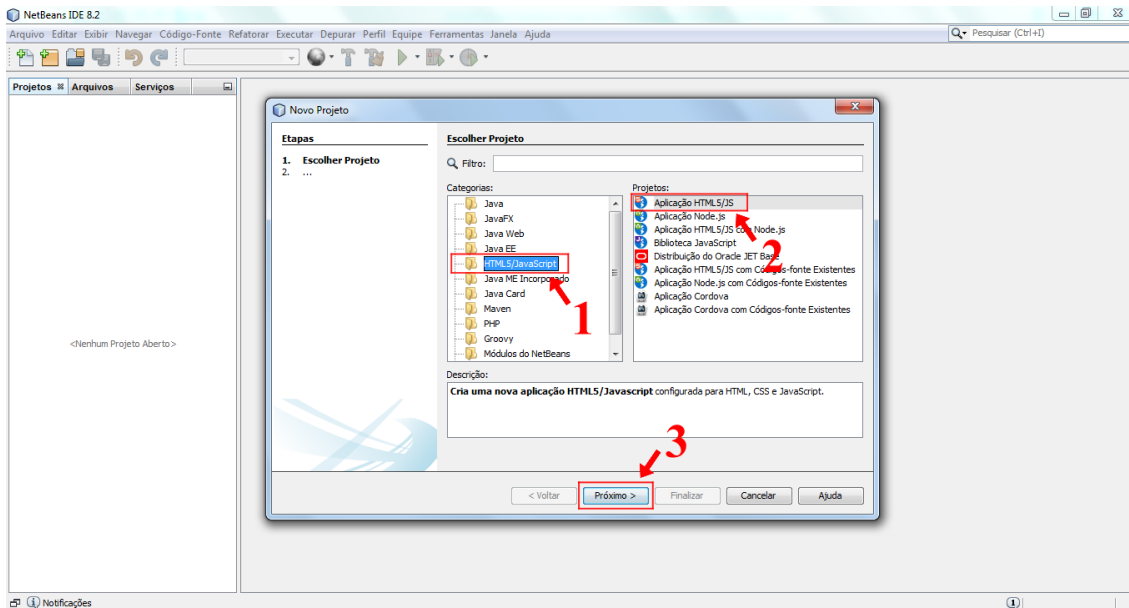 NetBeans IDE 8.2
Arquivo Editar Exibir Navegar Código-Fonte Refatorar Executar Depurar Perfil Equipe Ferramentas Janela Ajuda
Pesquisar (Ctrl+I)
Projetos Arquivos Serviços
<Nenhum Projeto Aberto>
Novo Projeto
Etapas
1. Escolher Projeto
2. ...
Escolher Projeto
Filtro:
Categorias:
Java
JavaFX
Java Web
Java EE
HTML5/JavaScript
Java ME Incorporado
Java Card
Maven
PHP
Groovy
Módulos do NetBeans
1
Projetos:
Aplicação HTML5/JS
Aplicação Node.js
Aplicação HTML5/JS com Node.js
Biblioteca JavaScript
Distribuição do Oracle JET Base
Aplicação HTML5/JS com Códigos-fonte Existentes
Aplicação Node.js com Códigos-fonte Existentes
Aplicação Cordova
Aplicação Cordova com Códigos-fonte Existentes
2
Descrição:
Cria uma nova aplicação HTML5/Javascript configurada para HTML, CSS e JavaScript.
3
< Voltar Próximo > Finalizar Cancelar Ajuda
Notificações
1